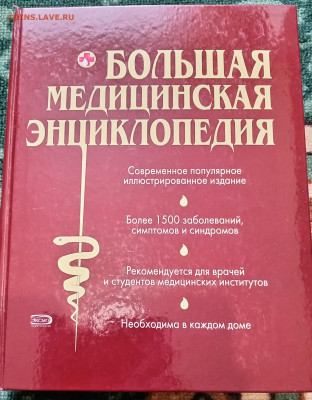 COINS.LAVE.RU
БОЛЬШАЯ
МЕДИЦИНСКАЯ
ЭНЦИКЛОПЕДИЯ
Современное популярное
иллюстрированное издание
Более 1500 заболеваний,
симптомов и синдромов
Рекомендуется для врачей
и студентов медицинских институтов
Необходима в каждом доме
ЭКСМО